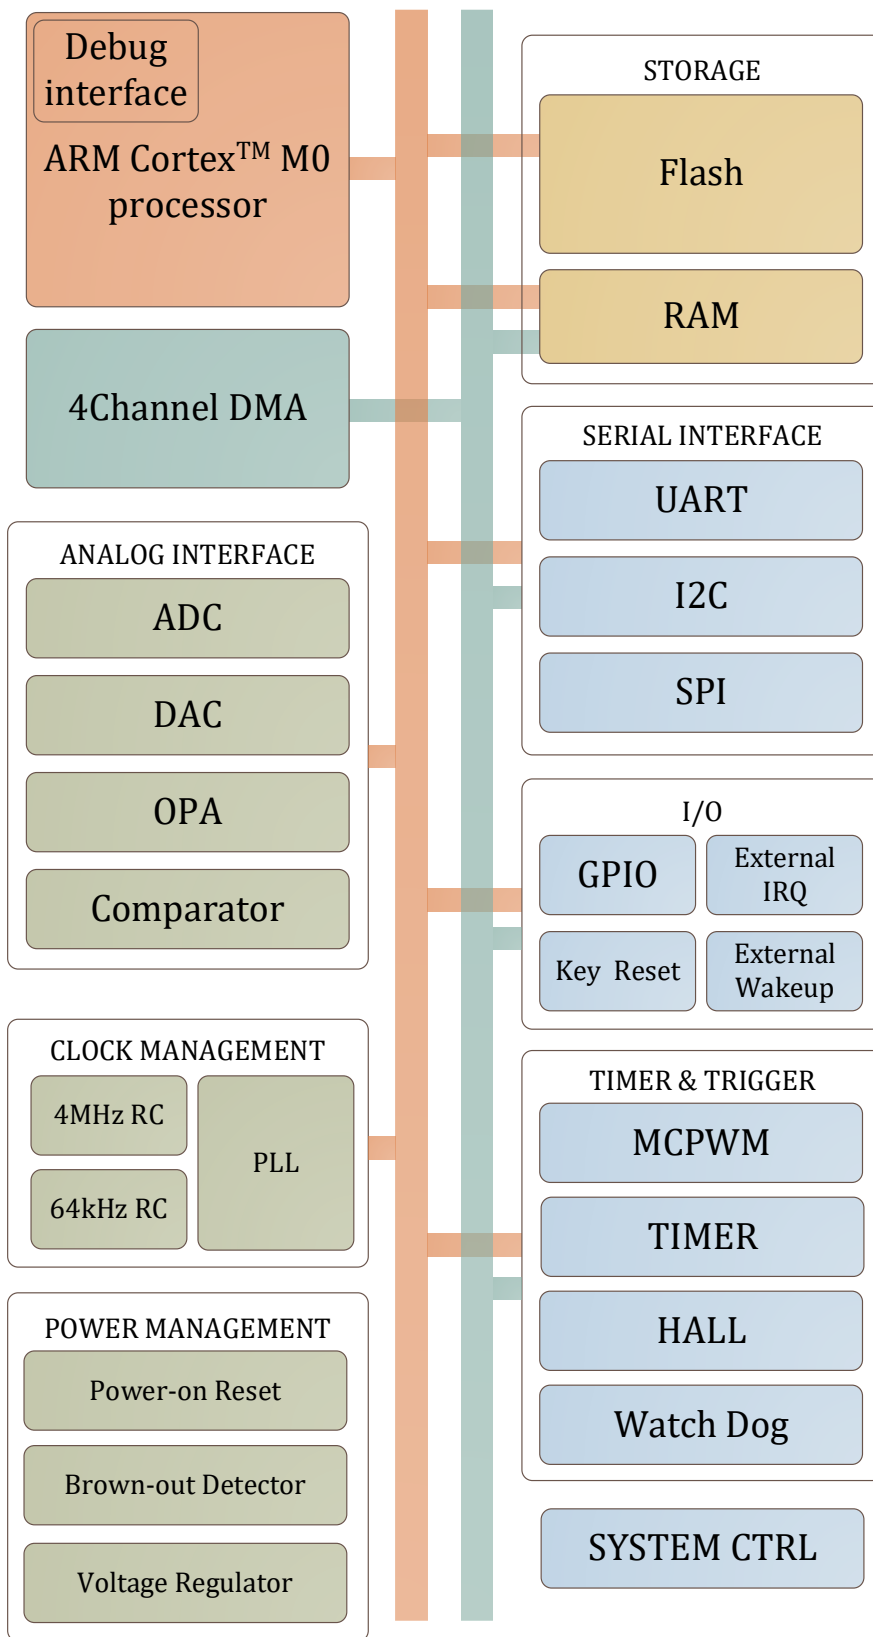 Debug
interface
ARM Cortex™ M0
processor
4Channel DMA
ANALOG INTERFACE
ADC
DAC
OPA
Comparator
CLOCK MANAGEMENT
4MHz RC
64kHz RC
PLL
POWER MANAGEMENT
Power-on Reset
Brown-out Detector
Voltage Regulator
STORAGE
Flash
RAM
SERIAL INTERFACE
UART
I2C
SPI
I/O
GPIO
External
IRQ
Key Reset
External
Wakeup
TIMER & TRIGGER
MCPWM
TIMER
HALL
Watch Dog
SYSTEM CTRL